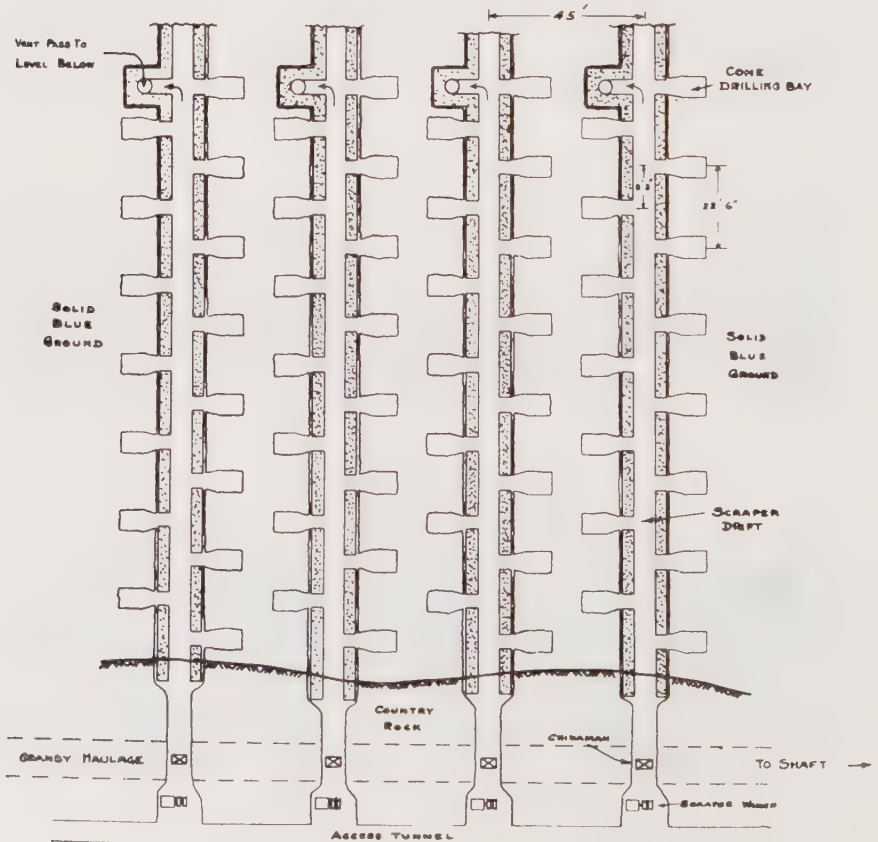 45'
VENT PASS TO
LEVEL BELOW
CONE
DRILLING BAY
22' 6"
SOLID
BLUE
GROUND
SOLID
BLUE
GROUND
SCRAPER
DRIFT
COUNTRY
ROCK
CHINAMAN
GRANBY HAULAGE
TO SHAFT
SCRAPER WINCH
ACCESS TUNNEL